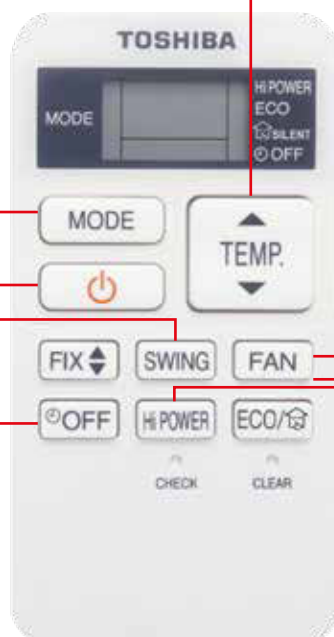 TOSHIBA
MODE
Hi POWER
ECO
SILENT
OFF
MODE
TEMP.
FIX SWING FAN
OFF Hi POWER ECO/
CHECK CLEAR